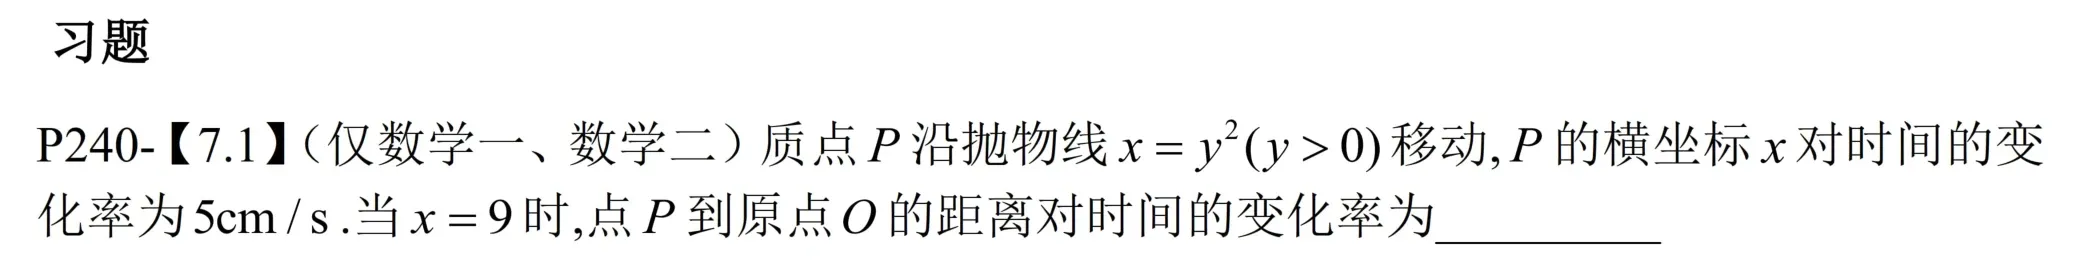 习题
P240-【7.1】(仅数学一、数学二)质点 P 沿抛物线 x = y²(y > 0) 移动, P 的横坐标 x 对时间的变
化率为 5cm / s .当 x = 9 时,点 P 到原点 O 的距离对时间的变化率为__________